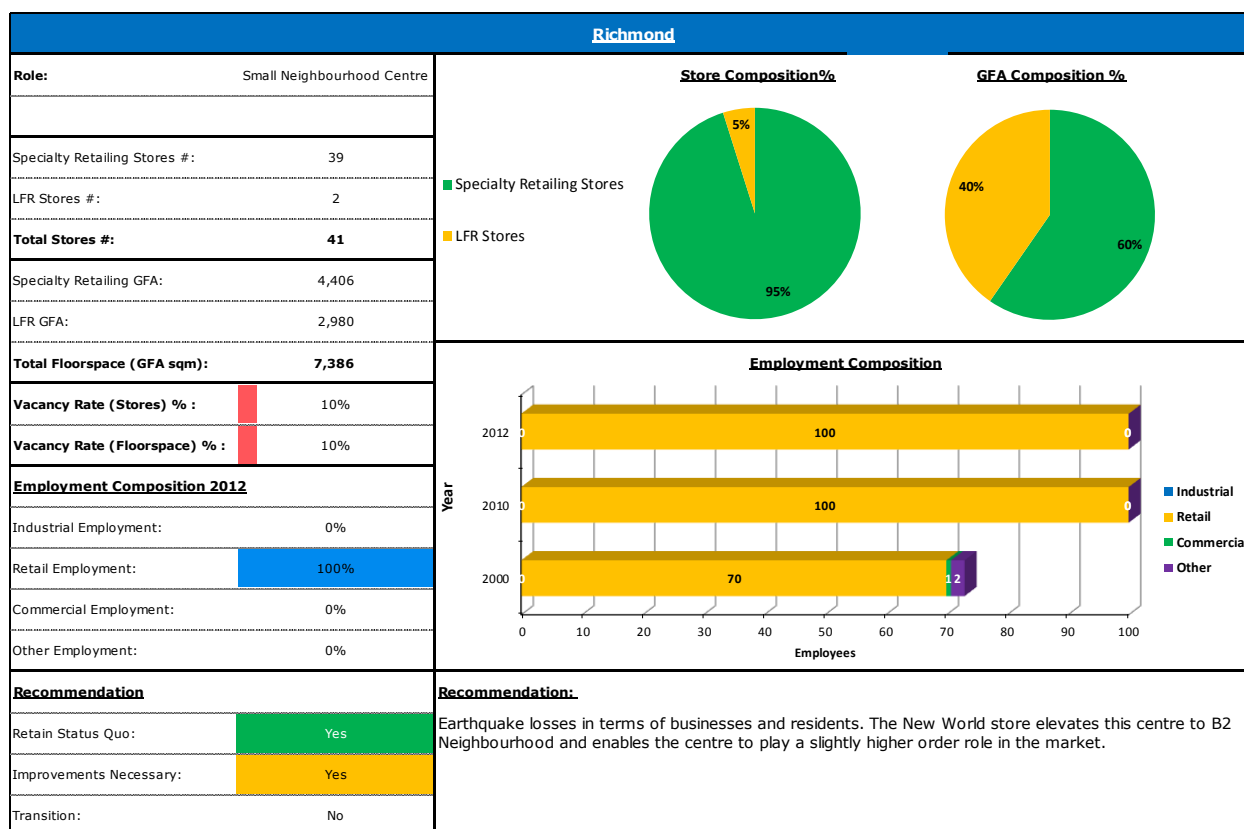 Richmond
Role: Small Neighbourhood Centre
Specialty Retailing Stores #: 39
LFR Stores #: 2
Total Stores #: 41
Specialty Retailing GFA: 4,406
LFR GFA: 2,980
Total Floorspace (GFA sqm): 7,386
Vacancy Rate (Stores) % : 10%
Vacancy Rate (Floorspace) % : 10%
Employment Composition 2012
Industrial Employment: 0%
Retail Employment: 100%
Commercial Employment: 0%
Other Employment: 0%
Recommendation
Retain Status Quo: Yes
Improvements Necessary: Yes
Transition: No
Store Composition%
5%
95%
Specialty Retailing Stores
LFR Stores
GFA Composition %
40%
60%
Employment Composition
Year
2012 0 100 0
2010 0 100 0
2000 0 70 1 2
0 10 20 30 40 50 60 70 80 90 100
Employees
Industrial
Retail
Commercia
Other
Recommendation:
Earthquake losses in terms of businesses and residents. The New World store elevates this centre to B2
Neighbourhood and enables the centre to play a slightly higher order role in the market.